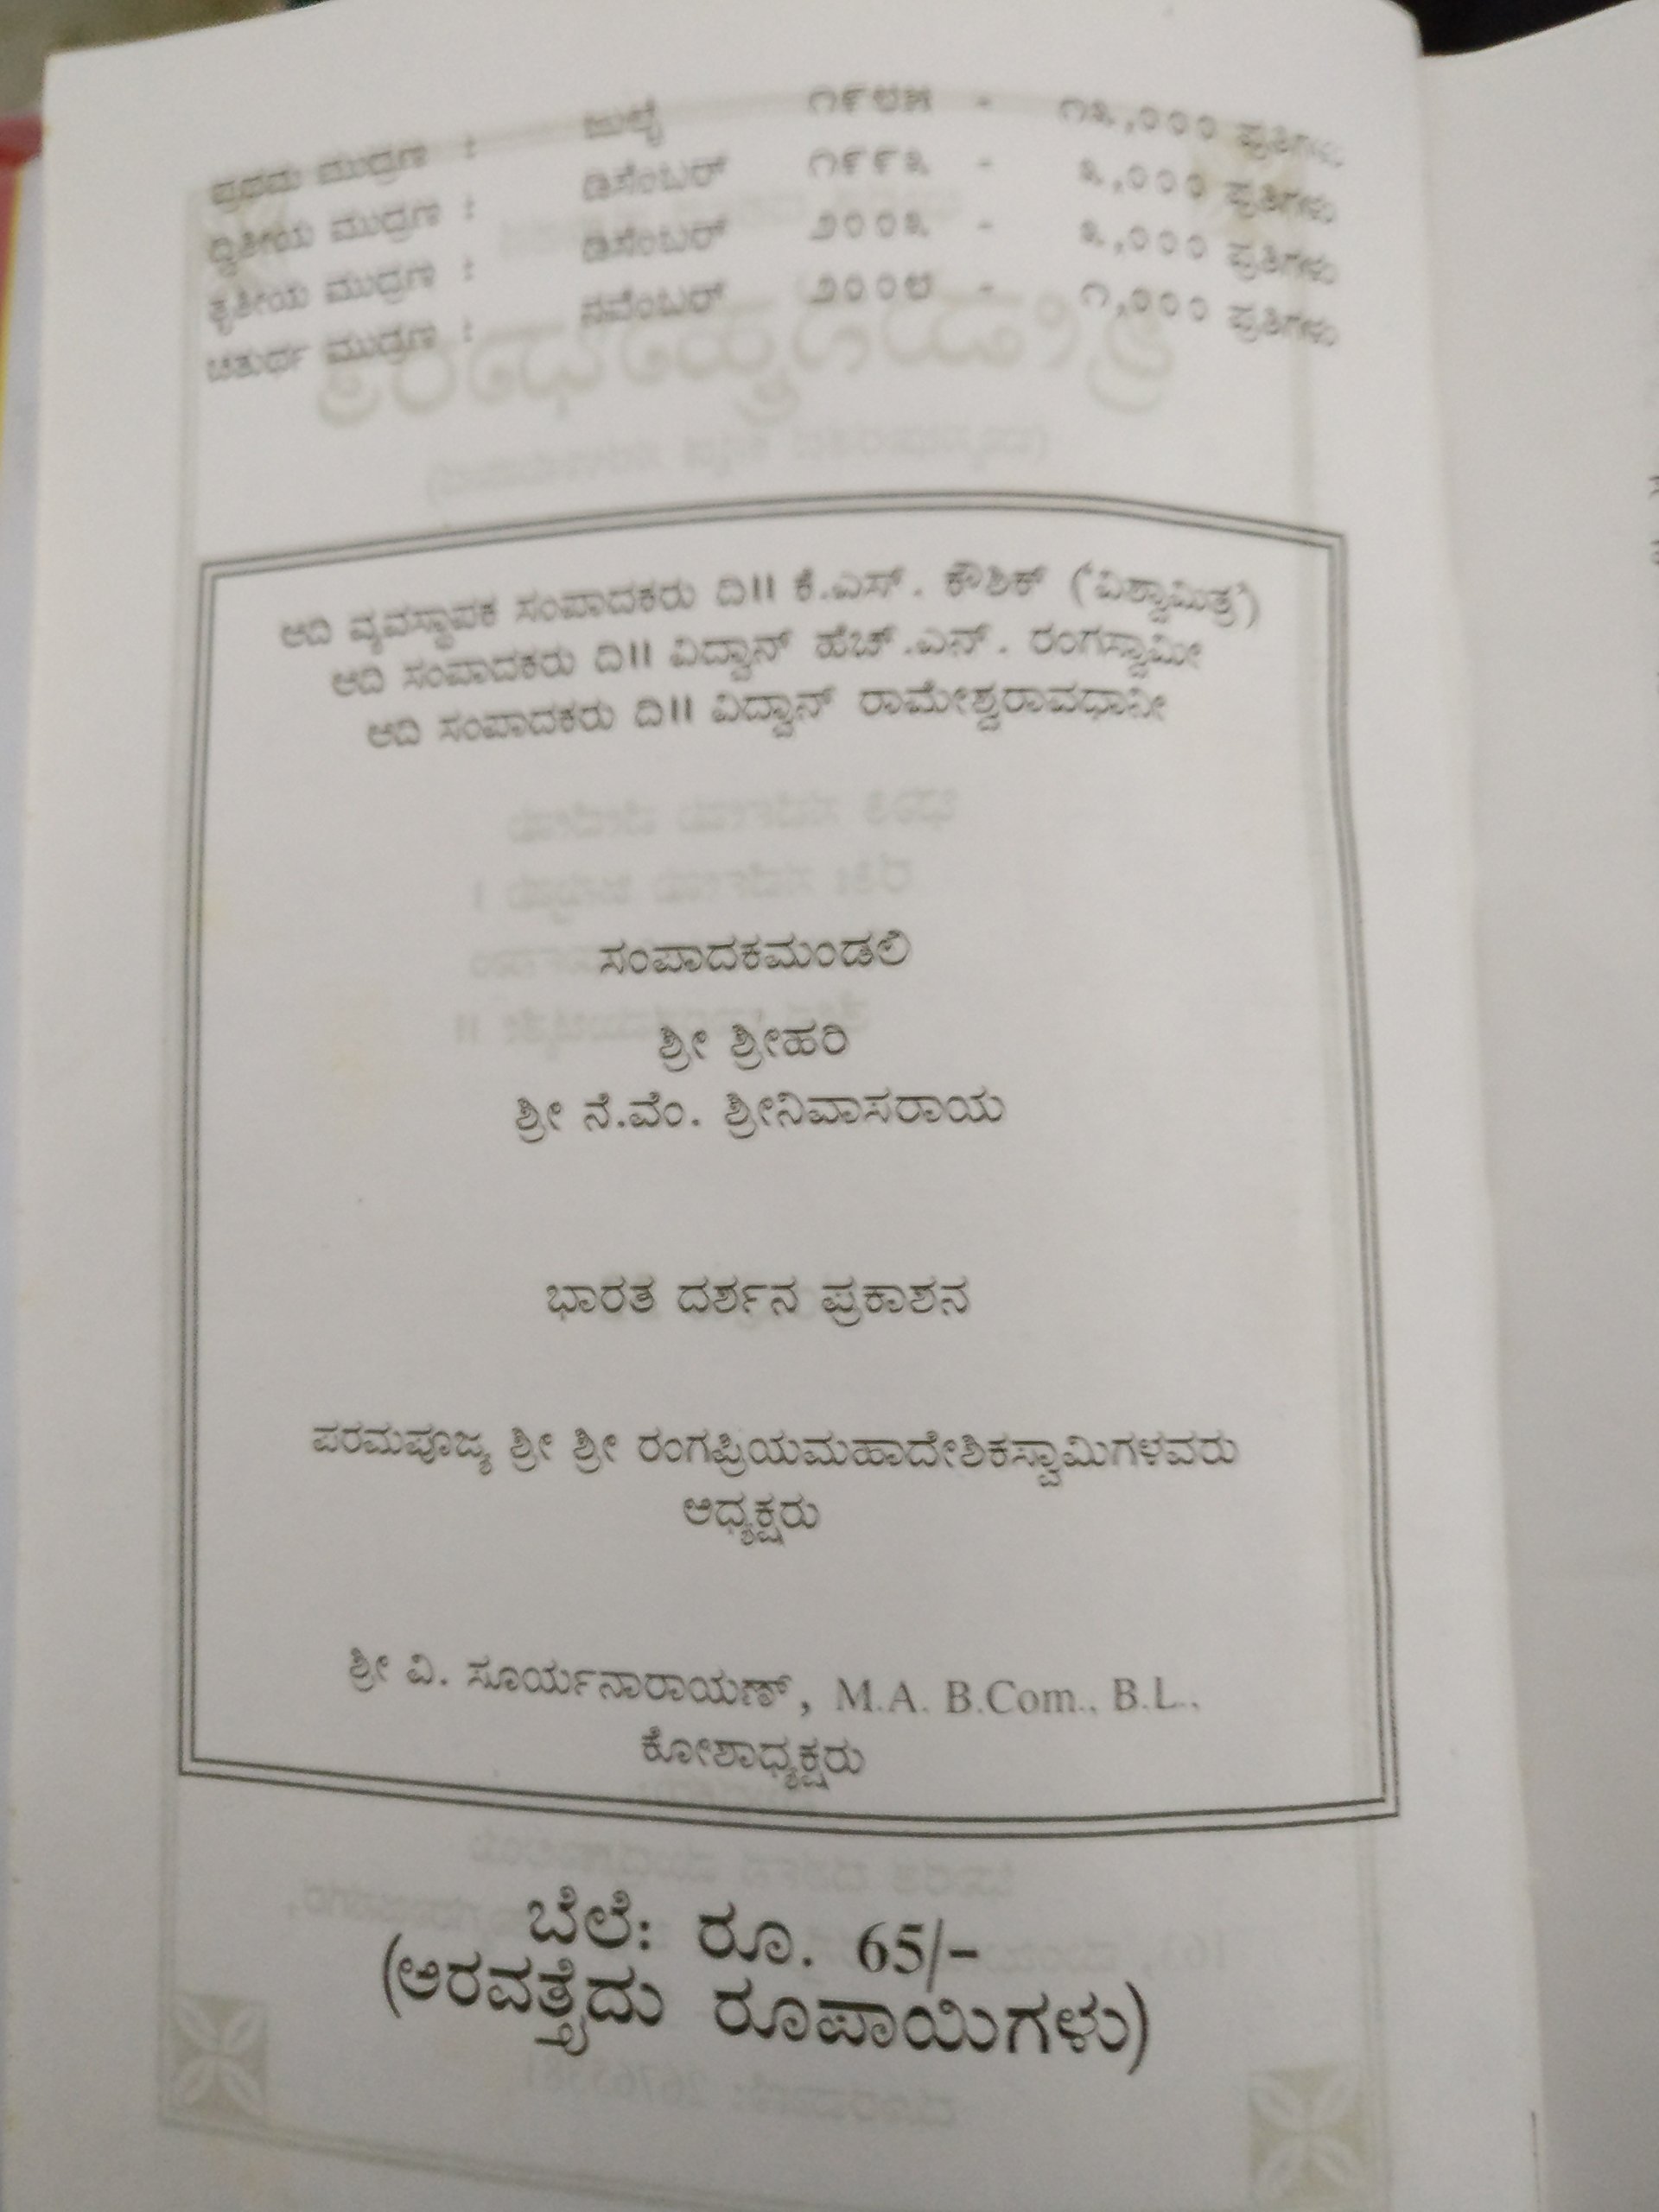 ಪ್ರಥಮ ಮುದ್ರಣ : ಜುಲೈ ೧೯೮೫ - ೧೩,೦೦೦ ಪ್ರತಿಗಳು
ದ್ವಿತೀಯ ಮುದ್ರಣ : ಡಿಸೆಂಬರ್ ೧೯೯೩ - ೩,೦೦೦ ಪ್ರತಿಗಳು
ತೃತೀಯ ಮುದ್ರಣ : ಡಿಸೆಂಬರ್ ೨೦೦೩ - ೩,೦೦೦ ಪ್ರತಿಗಳು
ಚತುರ್ಥ ಮುದ್ರಣ : ನವೆಂಬರ್ ೨೦೦೮ - ಪ್ರತಿಗಳು
ಆದಿ ವ್ಯವಸ್ಥಾಪಕ ಸಂಪಾದಕರು ದಿ॥ ಕೆ.ಎಸ್. ಕೌಶಿಕ್ ('ವಿಶ್ವಾಮಿತ್ರ')
ಆದಿ ಸಂಪಾದಕರು ದಿ॥ ವಿದ್ವಾನ್ ಹೆಚ್.ಎನ್. ರಂಗಸ್ವಾಮೀ
ಆದಿ ಸಂಪಾದಕರು ದಿ॥ ವಿದ್ವಾನ್ ರಾಮೇಶ್ವರಾವಧಾನೀ
ಸಂಪಾದಕಮಂಡಲಿ
ಶ್ರೀ ಶ್ರೀಹರಿ
ಶ್ರೀ ನೆ.ವೆಂ. ಶ್ರೀನಿವಾಸರಾಯ
ಭಾರತ ದರ್ಶನ ಪ್ರಕಾಶನ
ಪರಮಪೂಜ್ಯ ಶ್ರೀ ಶ್ರೀ ರಂಗಪ್ರಿಯಮಹಾದೇಶಿಕಸ್ವಾಮಿಗಳವರು
ಅಧ್ಯಕ್ಷರು
ಶ್ರೀ ವಿ. ಸೂರ್ಯನಾರಾಯಣ್, M.A. B.Com., B.L.,
ಕೋಶಾಧ್ಯಕ್ಷರು
ಬೆಲೆ: ರೂ. 65/-
(ಅರವತ್ತೈದು ರೂಪಾಯಿಗಳು)